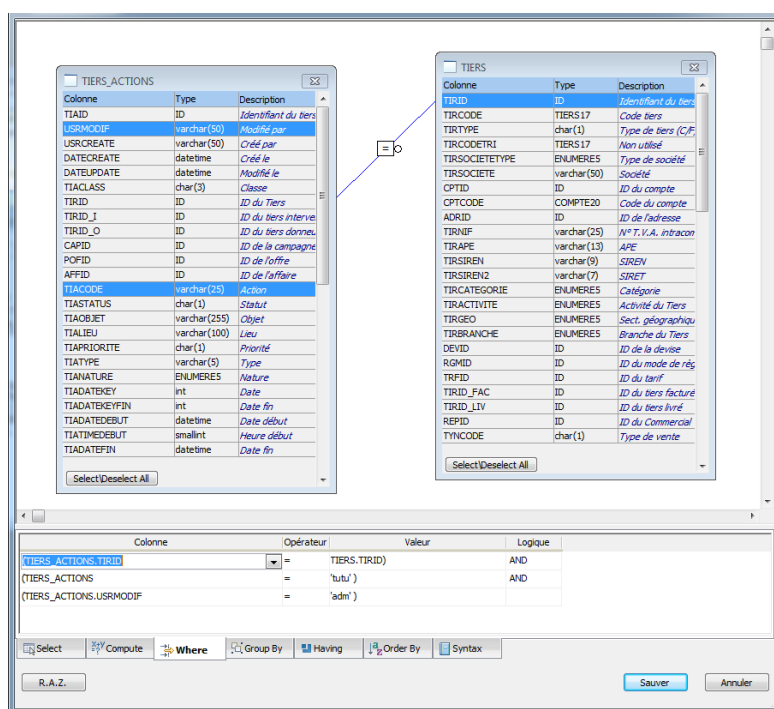 TIERS_ACTIONS
Colonne Type Description
TIAID ID Identifiant du tiers
USRMODIF varchar(50) Modifié par
USRCREATE varchar(50) Créé par
DATECREATE datetime Créé le
DATEUPDATE datetime Modifié le
TIACLASS char(3) Classe
TIRID ID ID du Tiers
TIRID_I ID ID du tiers interve
TIRID_O ID ID du tiers donneu
CAPID ID ID de la campagne
POFID ID ID de l'offre
AFFID ID ID de l'affaire
TIACODE varchar(25) Action
TIASTATUS char(1) Statut
TIAOBJET varchar(255) Objet
TIALIEU varchar(100) Lieu
TIAPRIORITE char(1) Priorité
TIATYPE varchar(5) Type
TIANATURE ENUMERE5 Nature
TIADATEKEY int Date
TIADATEKEYFIN int Date fin
TIADATEDEBUT datetime Date début
TIATIMEDEBUT smallint Heure début
TIADATEFIN datetime Date fin
Select\Deselect All
=
TIERS
Colonne Type Description
TIRID ID Identifiant du tiers
TIRCODE TIERS17 Code tiers
TIRTYPE char(1) Type de tiers (C/F,
TIRCODETRI TIERS17 Non utilisé
TIRSOCIETETYPE ENUMERE5 Type de société
TIRSOCIETE varchar(50) Société
CPTID ID ID du compte
CPTCODE COMPTE20 Code du compte
ADRID ID ID de l'adresse
TIRNIF varchar(25) N° T.V.A. intracon
TIRAPE varchar(13) APE
TIRSIREN varchar(9) SIREN
TIRSIREN2 varchar(7) SIRET
TIRCATEGORIE ENUMERE5 Catégorie
TIRACTIVITE ENUMERE5 Activité du Tiers
TIRGEO ENUMERE5 Sect. géographiqu
TIRBRANCHE ENUMERE5 Branche du Tiers
DEVID ID ID de la devise
RGMID ID ID du mode de règ
TRFID ID ID du tarif
TIRID_FAC ID ID du tiers facturé
TIRID_LIV ID ID du tiers livré
REPID ID ID du Commercial
TYNCODE char(1) Type de vente
Select\Deselect All
Colonne Opérateur Valeur Logique
(TIERS_ACTIONS.TIRID = TIERS.TIRID) AND
(TIERS_ACTIONS = 'tutu' ) AND
(TIERS_ACTIONS.USRMODIF = 'adm' )
Select Compute Where Group By Having Order By Syntax
R.A.Z. Sauver Annuler